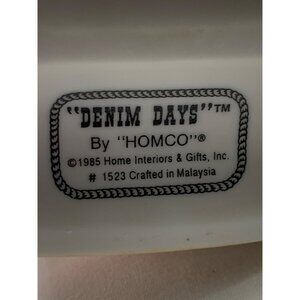 "DENIM DAYS"™
By "HOMCO"®
©1985 Home Interiors & Gifts, Inc.
# 1523 Crafted in Malaysia